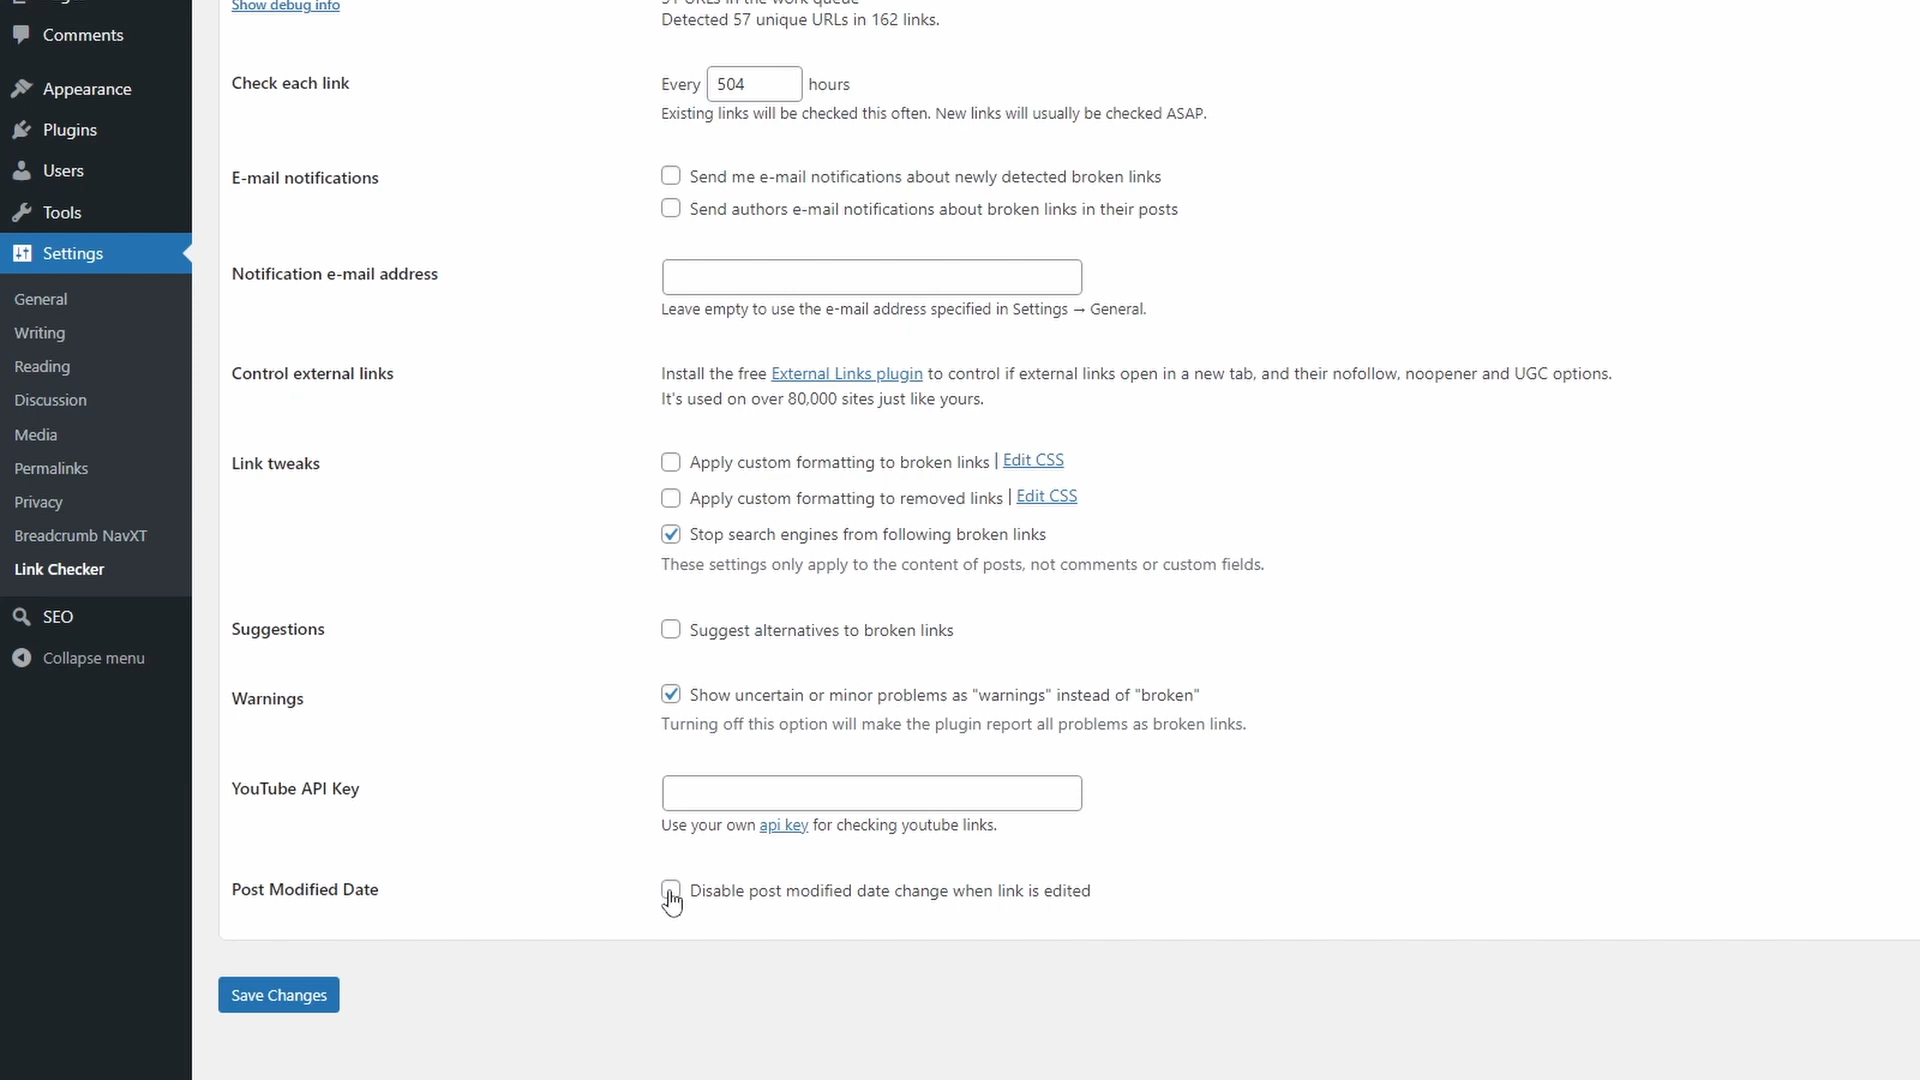 Show debug info
Detected 57 unique URLs in 162 links.
Comments
Appearance
Plugins
Users
Tools
Settings
General
Writing
Reading
Discussion
Media
Permalinks
Privacy
Breadcrumb NavXT
Link Checker
SEO
Collapse menu
Check each link
Every 504 hours
Existing links will be checked this often. New links will usually be checked ASAP.
E-mail notifications
Send me e-mail notifications about newly detected broken links
Send authors e-mail notifications about broken links in their posts
Notification e-mail address
Leave empty to use the e-mail address specified in Settings → General.
Control external links
Install the free External Links plugin to control if external links open in a new tab, and their nofollow, noopener and UGC options.
It's used on over 80,000 sites just like yours.
Link tweaks
Apply custom formatting to broken links | Edit CSS
Apply custom formatting to removed links | Edit CSS
Stop search engines from following broken links
These settings only apply to the content of posts, not comments or custom fields.
Suggestions
Suggest alternatives to broken links
Warnings
Show uncertain or minor problems as "warnings" instead of "broken"
Turning off this option will make the plugin report all problems as broken links.
YouTube API Key
Use your own api key for checking youtube links.
Post Modified Date
Disable post modified date change when link is edited
Save Changes